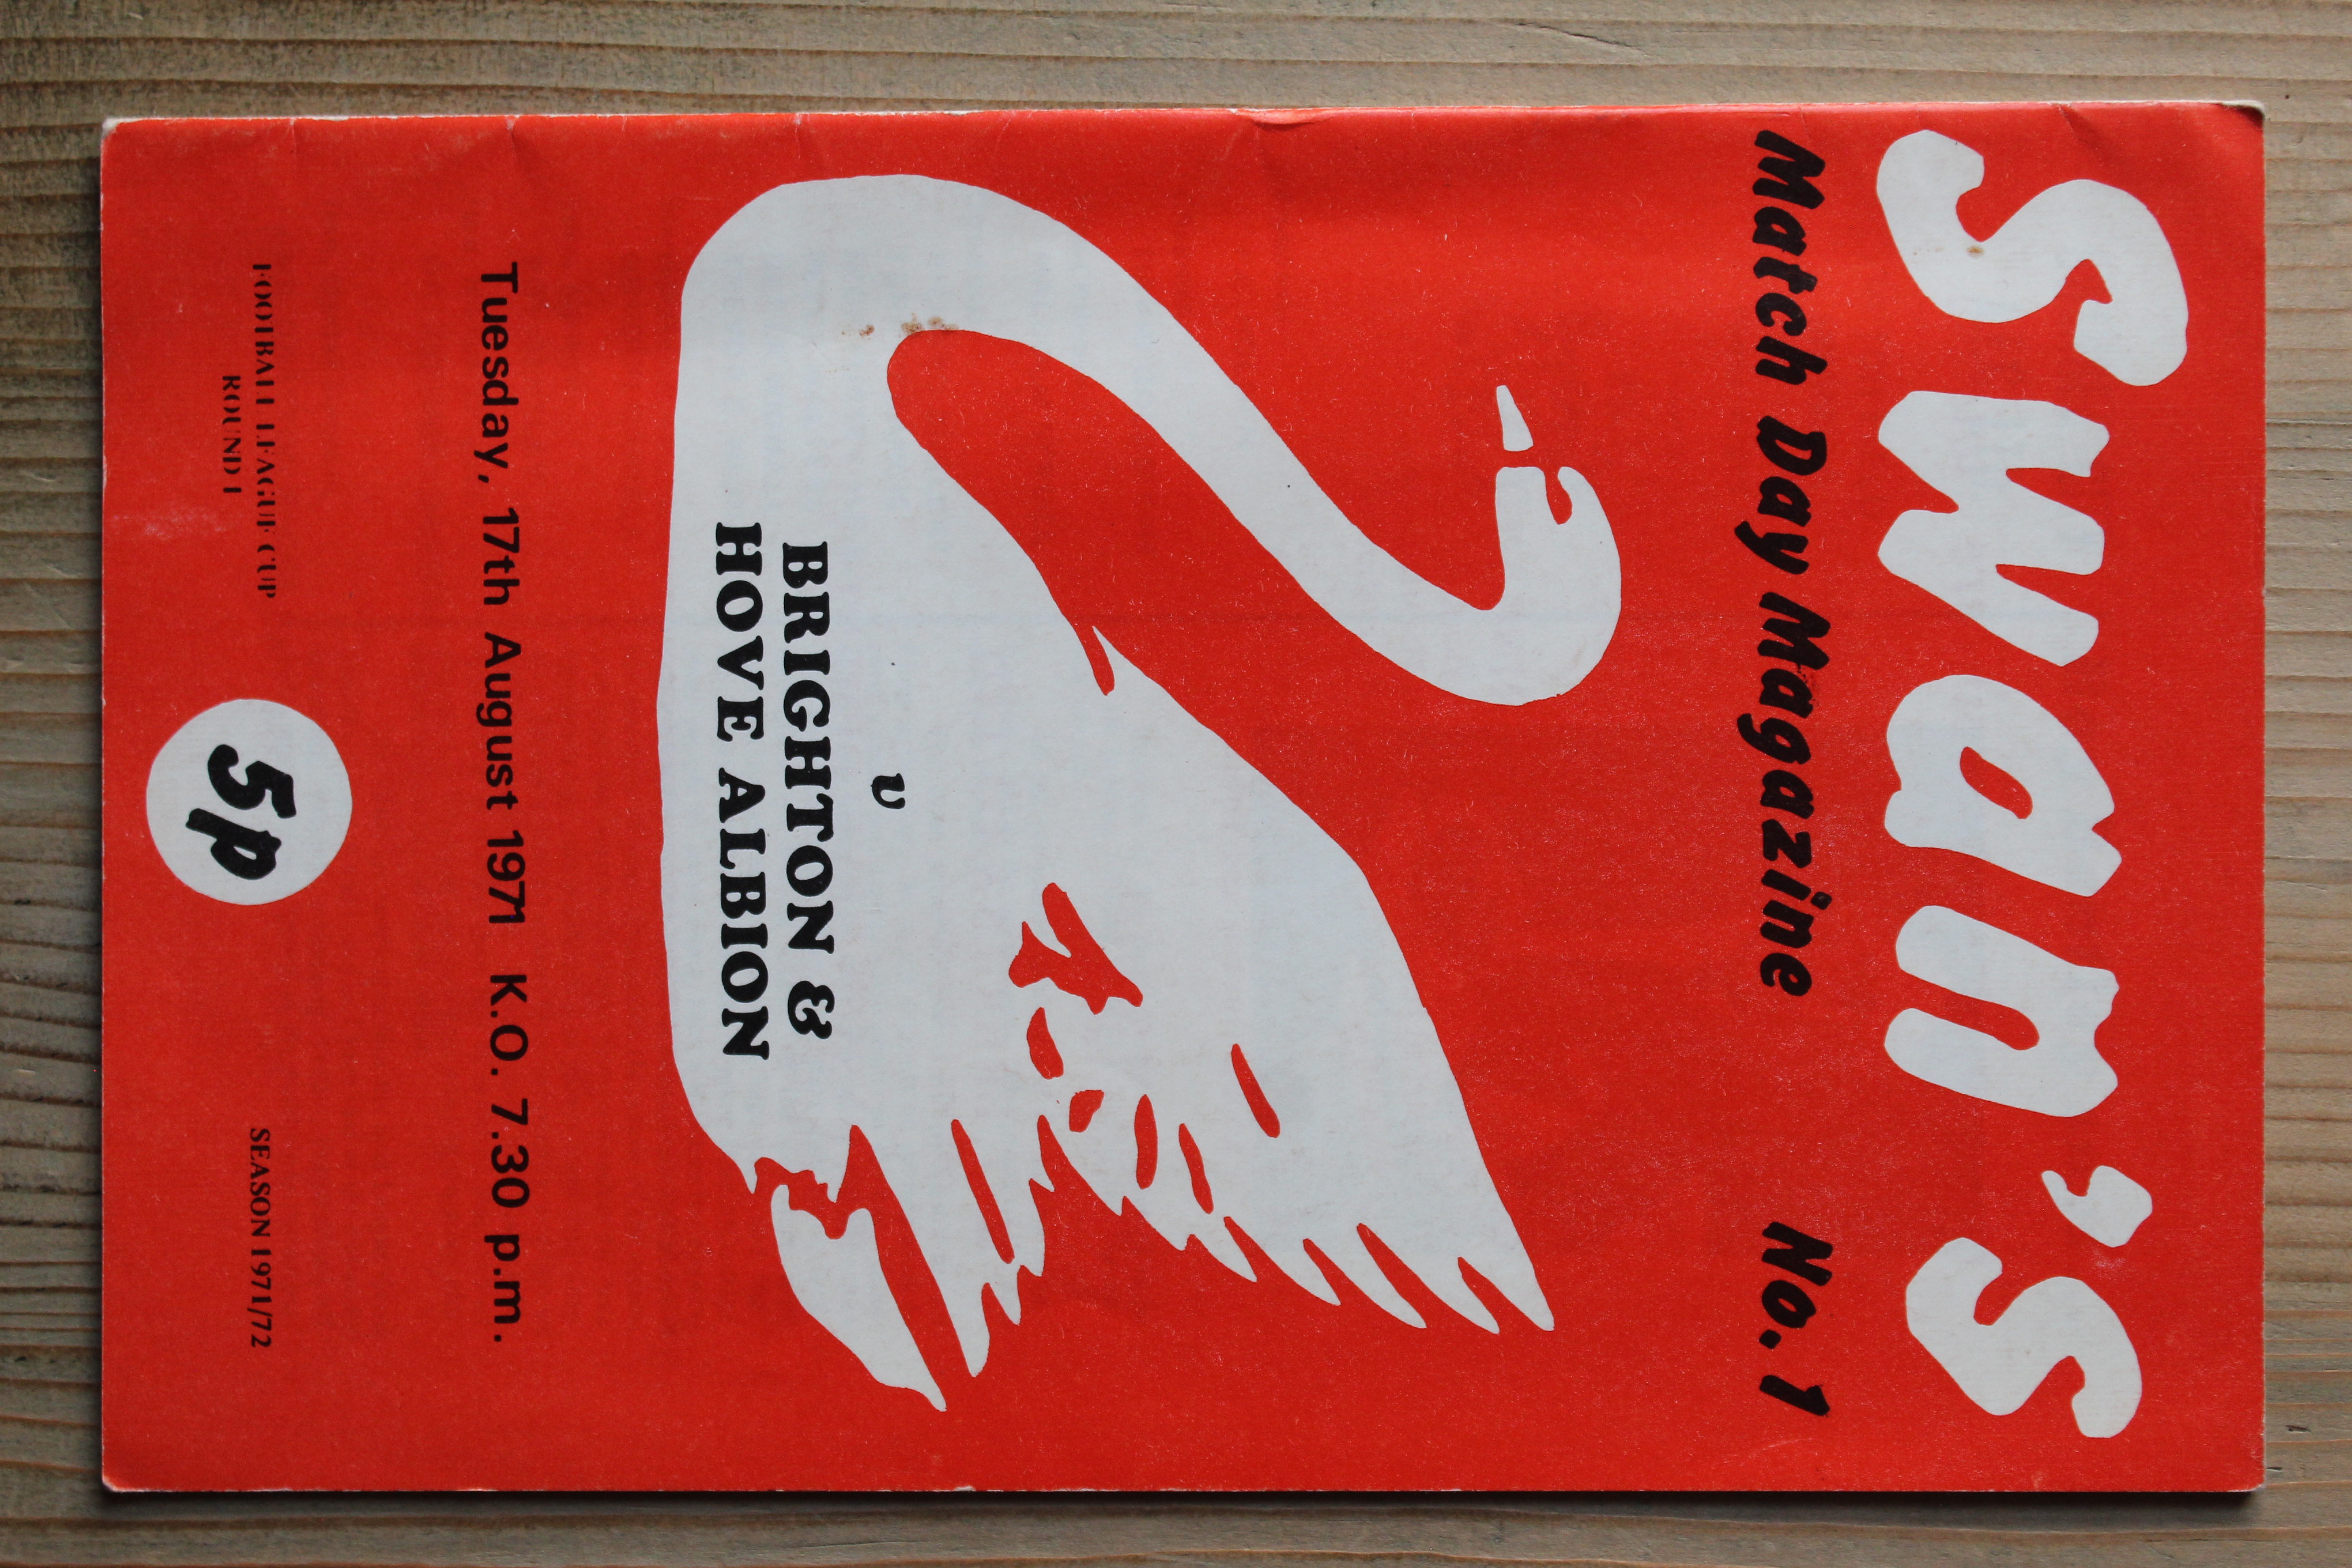 Swan's
Match Day Magazine No. 1
v
BRIGHTON &
HOVE ALBION
Tuesday, 17th August 1971 K.O. 7.30 p.m.
FOOTBALL LEAGUE CUP
ROUND 1
5p
SEASON 1971/72